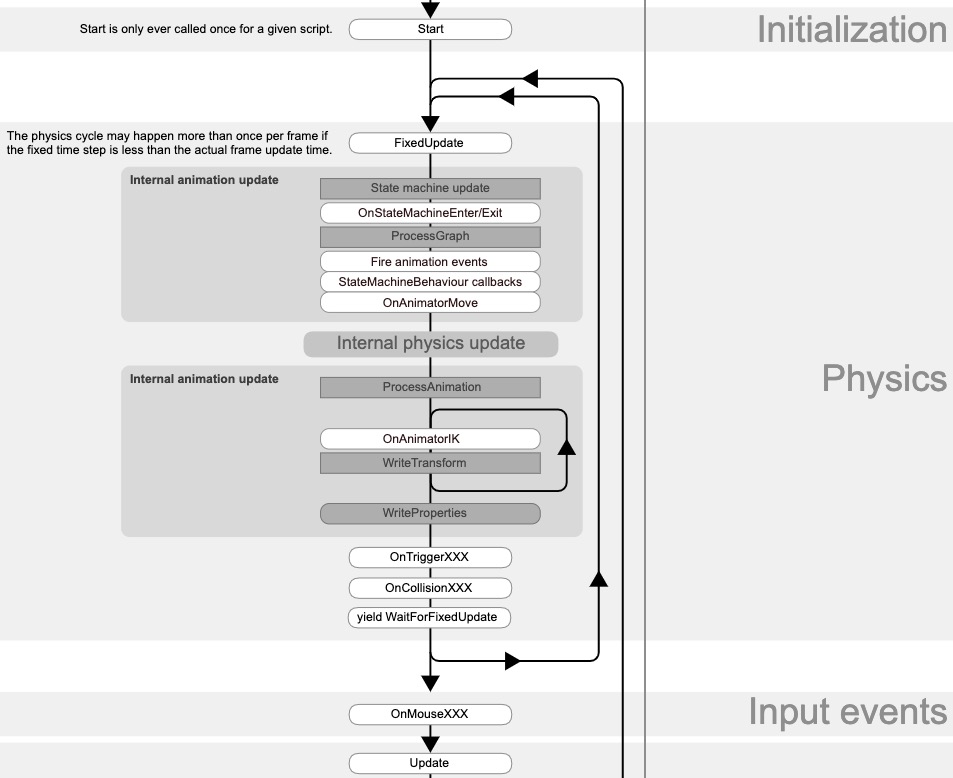 Start is only ever called once for a given script.
Start
Initialization
The physics cycle may happen more than once per frame if
the fixed time step is less than the actual frame update time.
FixedUpdate
Internal animation update
State machine update
OnStateMachineEnter/Exit
ProcessGraph
Fire animation events
StateMachineBehaviour callbacks
OnAnimatorMove
Internal physics update
Physics
Internal animation update
ProcessAnimation
OnAnimatorIK
WriteTransform
WriteProperties
OnTriggerXXX
OnCollisionXXX
yield WaitForFixedUpdate
OnMouseXXX
Input events
Update